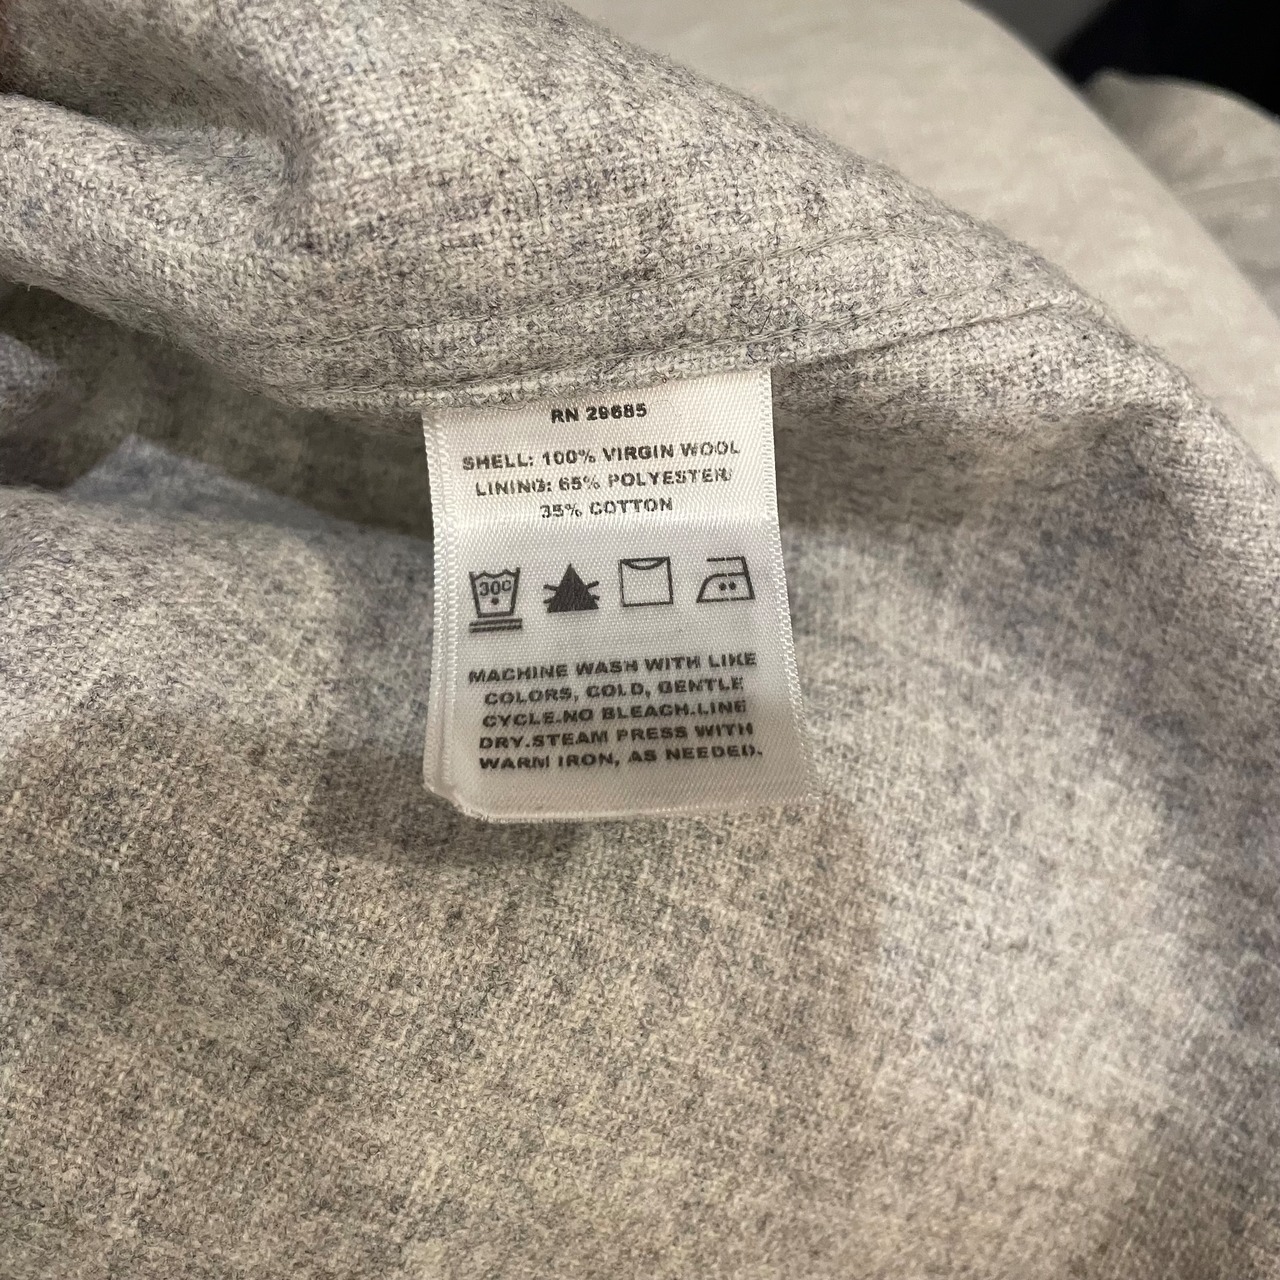 RN 29685
SHELL: 100% VIRGIN WOOL
LINING: 65% POLYESTER
35% COTTON
30C
MACHINE WASH WITH LIKE
COLORS, COLD, GENTLE
CYCLE.NO BLEACH.LINE
DRY.STEAM PRESS WITH
WARM IRON, AS NEEDED.